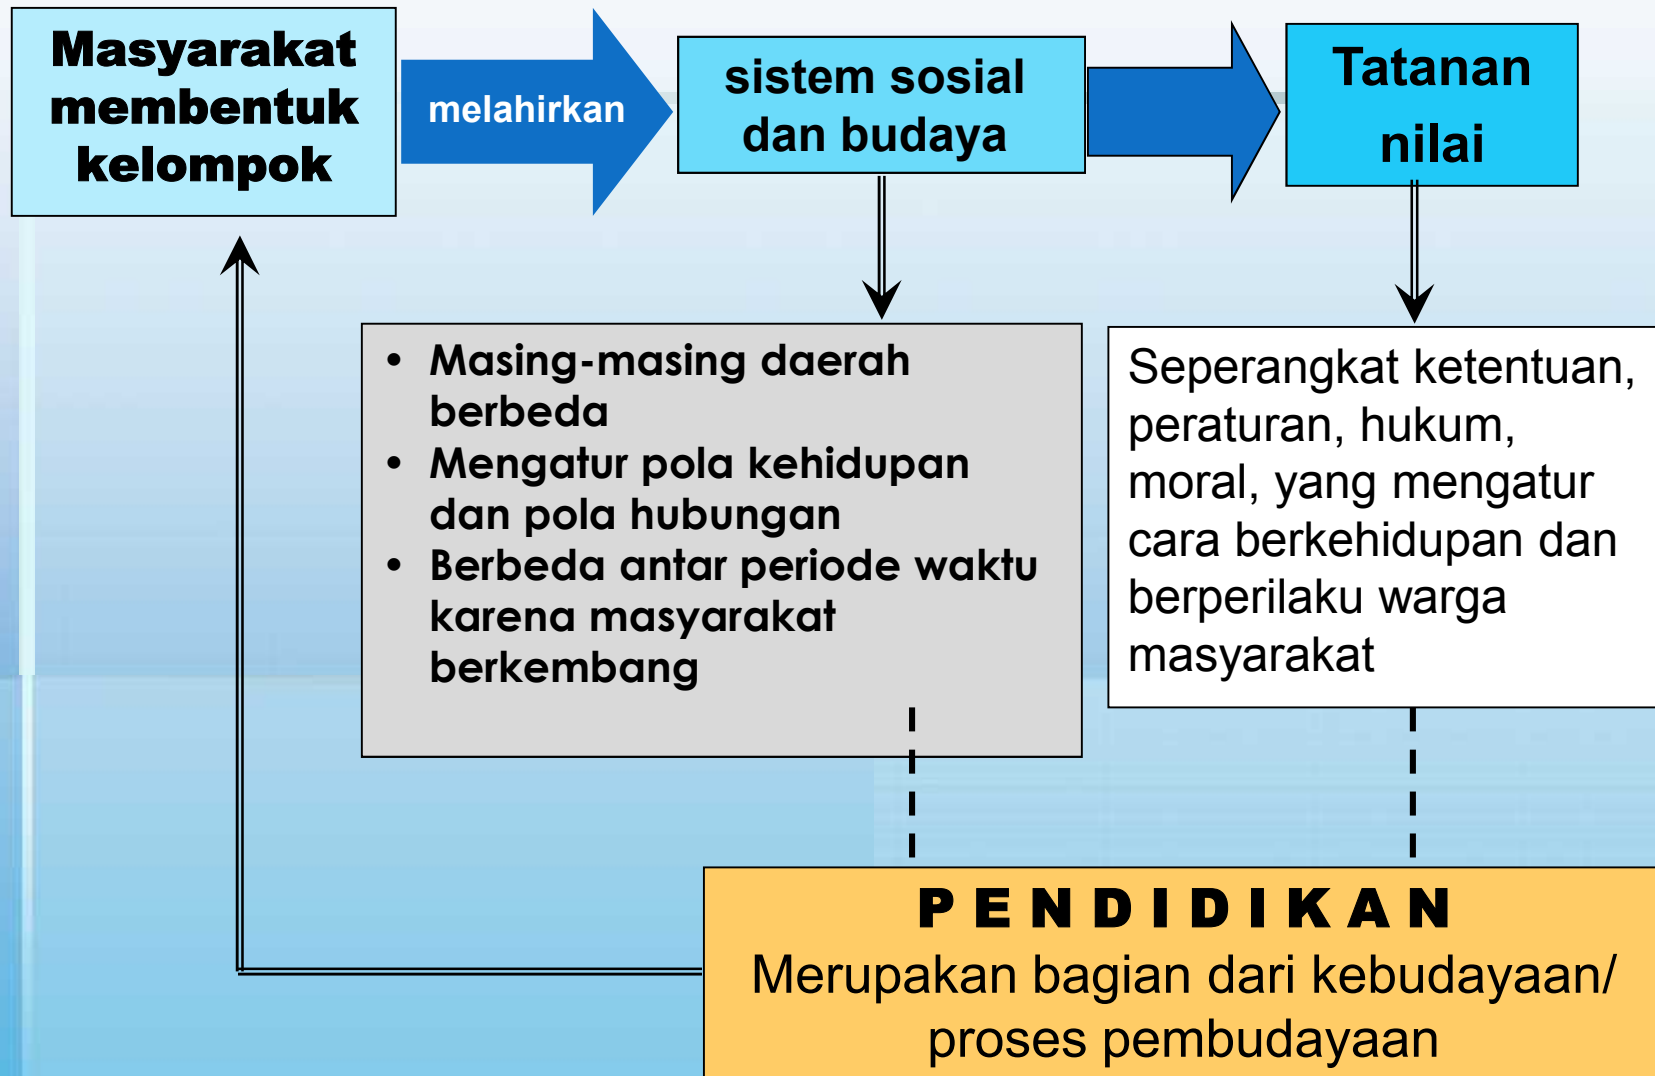 Masyarakat
membentuk
kelompok
melahirkan
sistem sosial
dan budaya
Tatanan
nilai
• Masing-masing daerah
berbeda
• Mengatur pola kehidupan
dan pola hubungan
• Berbeda antar periode waktu
karena masyarakat
berkembang
Seperangkat ketentuan,
peraturan, hukum,
moral, yang mengatur
cara berkehidupan dan
berperilaku warga
masyarakat
P E N D I D I K A N
Merupakan bagian dari kebudayaan/
proses pembudayaan